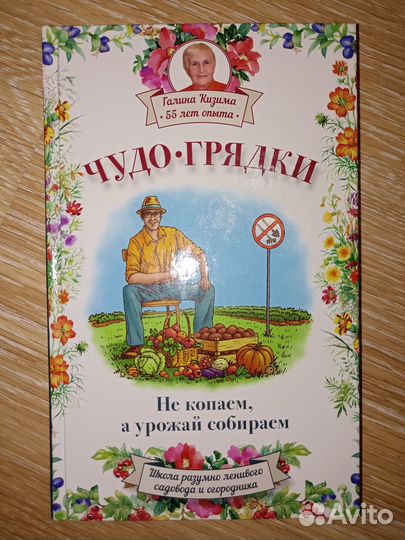 Галина Кизима
• 55 лет опыта •
ЧУДО•ГРЯДКИ
Не копаем,
а урожай собираем
Школа разумно ленивого
садовода и огородника
Avito